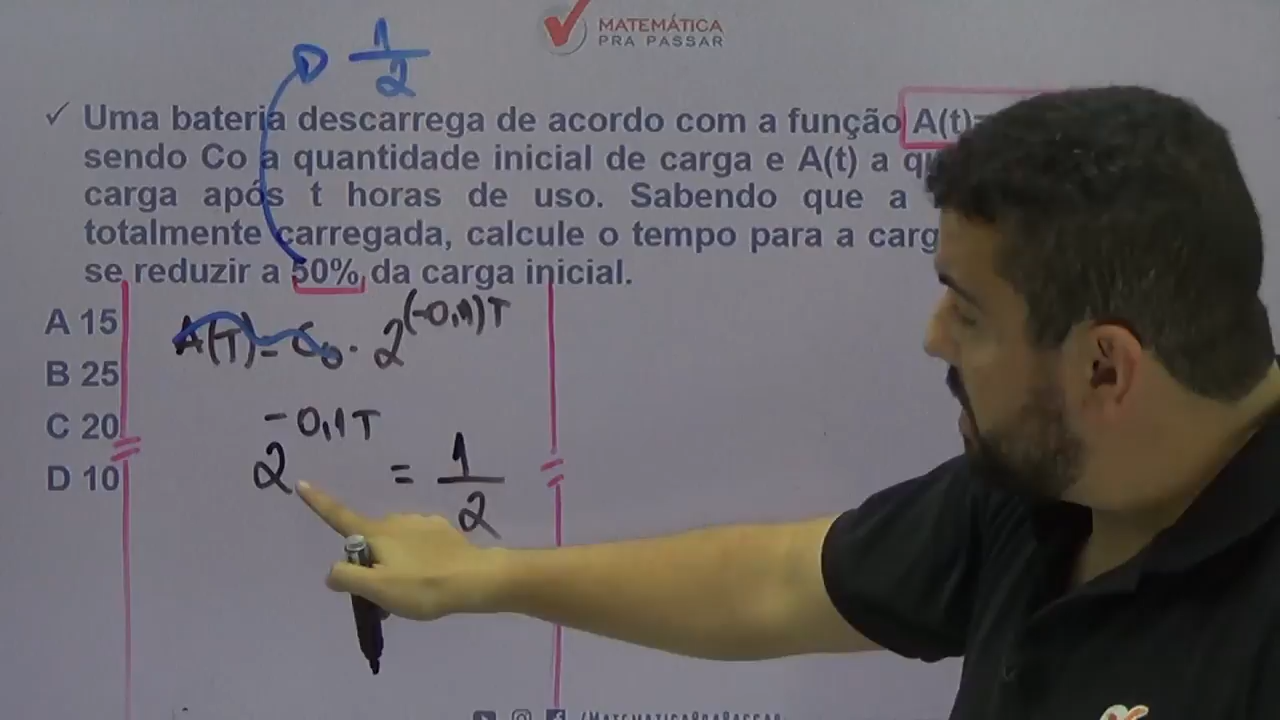 MATEMÁTICA
PRA PASSAR
1
2
✓ Uma bateria descarrega de acordo com a função A(t)=
sendo Co a quantidade inicial de carga e A(t) a
carga após t horas de uso. Sabendo que a
totalmente carregada, calcule o tempo para a
se reduzir a 50%, da carga inicial.
A 15
B 25
C 20
D 10
A(T)= Co . 2^(-0,1)T
2^-0,1T = 1/2
/MATEMATICAPRAPASSAR